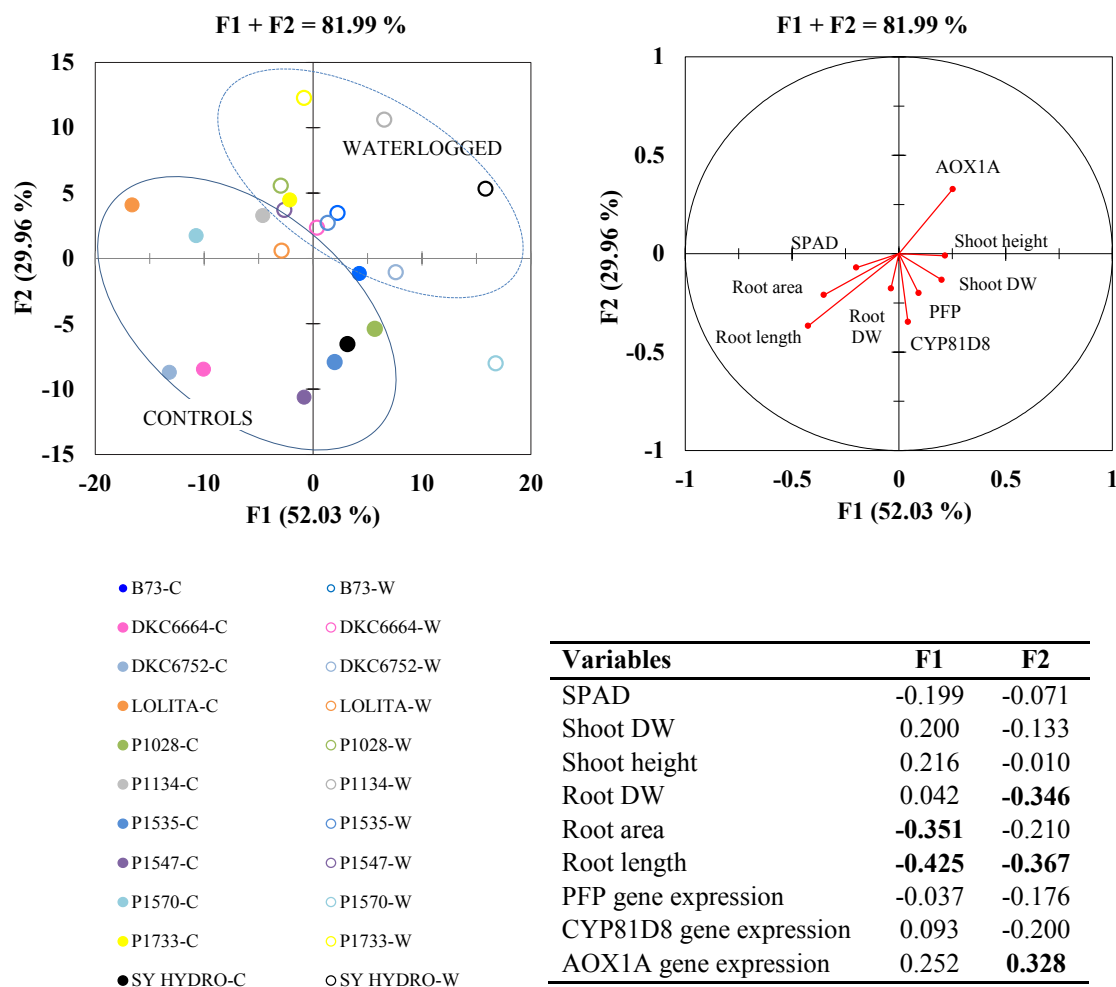 F1 + F2 = 81.99 %
15
10
5
0
-5
-10
-15
F2 (29.96 %)
WATERLOGGED
CONTROLS
-20 -10 0 10 20
F1 (52.03 %)
F1 + F2 = 81.99 %
1
0.5
0
-0.5
-1
F2 (29.96 %)
AOX1A
SPAD
Shoot height
Root area
Shoot DW
Root length
Root
DW
PFP
CYP81D8
-1 -0.5 0 0.5 1
F1 (52.03 %)
B73-C B73-W
DKC6664-C DKC6664-W
DKC6752-C DKC6752-W
LOLITA-C LOLITA-W
P1028-C P1028-W
P1134-C P1134-W
P1535-C P1535-W
P1547-C P1547-W
P1570-C P1570-W
P1733-C P1733-W
SY HYDRO-C SY HYDRO-W
Variables F1 F2
SPAD -0.199 -0.071
Shoot DW 0.200 -0.133
Shoot height 0.216 -0.010
Root DW 0.042 -0.346
Root area -0.351 -0.210
Root length -0.425 -0.367
PFP gene expression -0.037 -0.176
CYP81D8 gene expression 0.093 -0.200
AOX1A gene expression 0.252 0.328